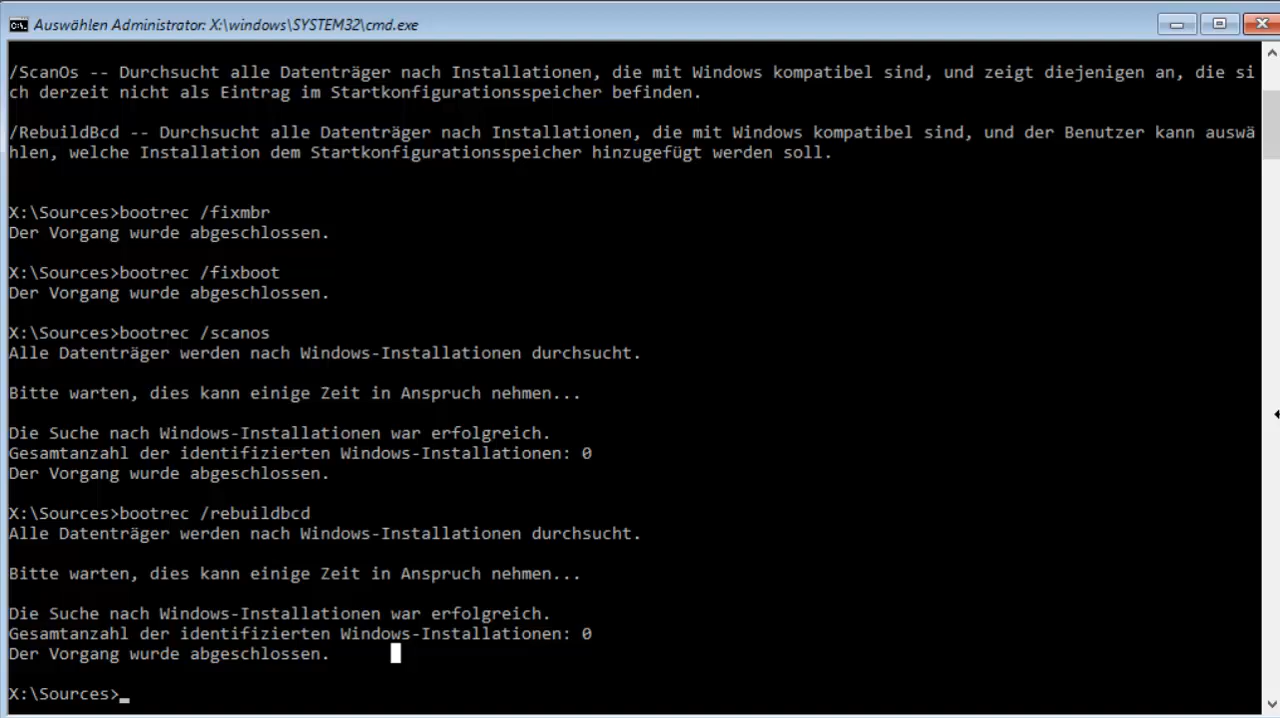 Auswählen Administrator: X:\windows\SYSTEM32\cmd.exe
/ScanOs -- Durchsucht alle Datenträger nach Installationen, die mit Windows kompatibel sind, und zeigt diejenigen an, die si
ch derzeit nicht als Eintrag im Startkonfigurationsspeicher befinden.
/RebuildBcd -- Durchsucht alle Datenträger nach Installationen, die mit Windows kompatibel sind, und der Benutzer kann auswä
hlen, welche Installation dem Startkonfigurationsspeicher hinzugefügt werden soll.
X:\Sources>bootrec /fixmbr
Der Vorgang wurde abgeschlossen.
X:\Sources>bootrec /fixboot
Der Vorgang wurde abgeschlossen.
X:\Sources>bootrec /scanos
Alle Datenträger werden nach Windows-Installationen durchsucht.
Bitte warten, dies kann einige Zeit in Anspruch nehmen...
Die Suche nach Windows-Installationen war erfolgreich.
Gesamtanzahl der identifizierten Windows-Installationen: 0
Der Vorgang wurde abgeschlossen.
X:\Sources>bootrec /rebuildbcd
Alle Datenträger werden nach Windows-Installationen durchsucht.
Bitte warten, dies kann einige Zeit in Anspruch nehmen...
Die Suche nach Windows-Installationen war erfolgreich.
Gesamtanzahl der identifizierten Windows-Installationen: 0
Der Vorgang wurde abgeschlossen.
X:\Sources>_